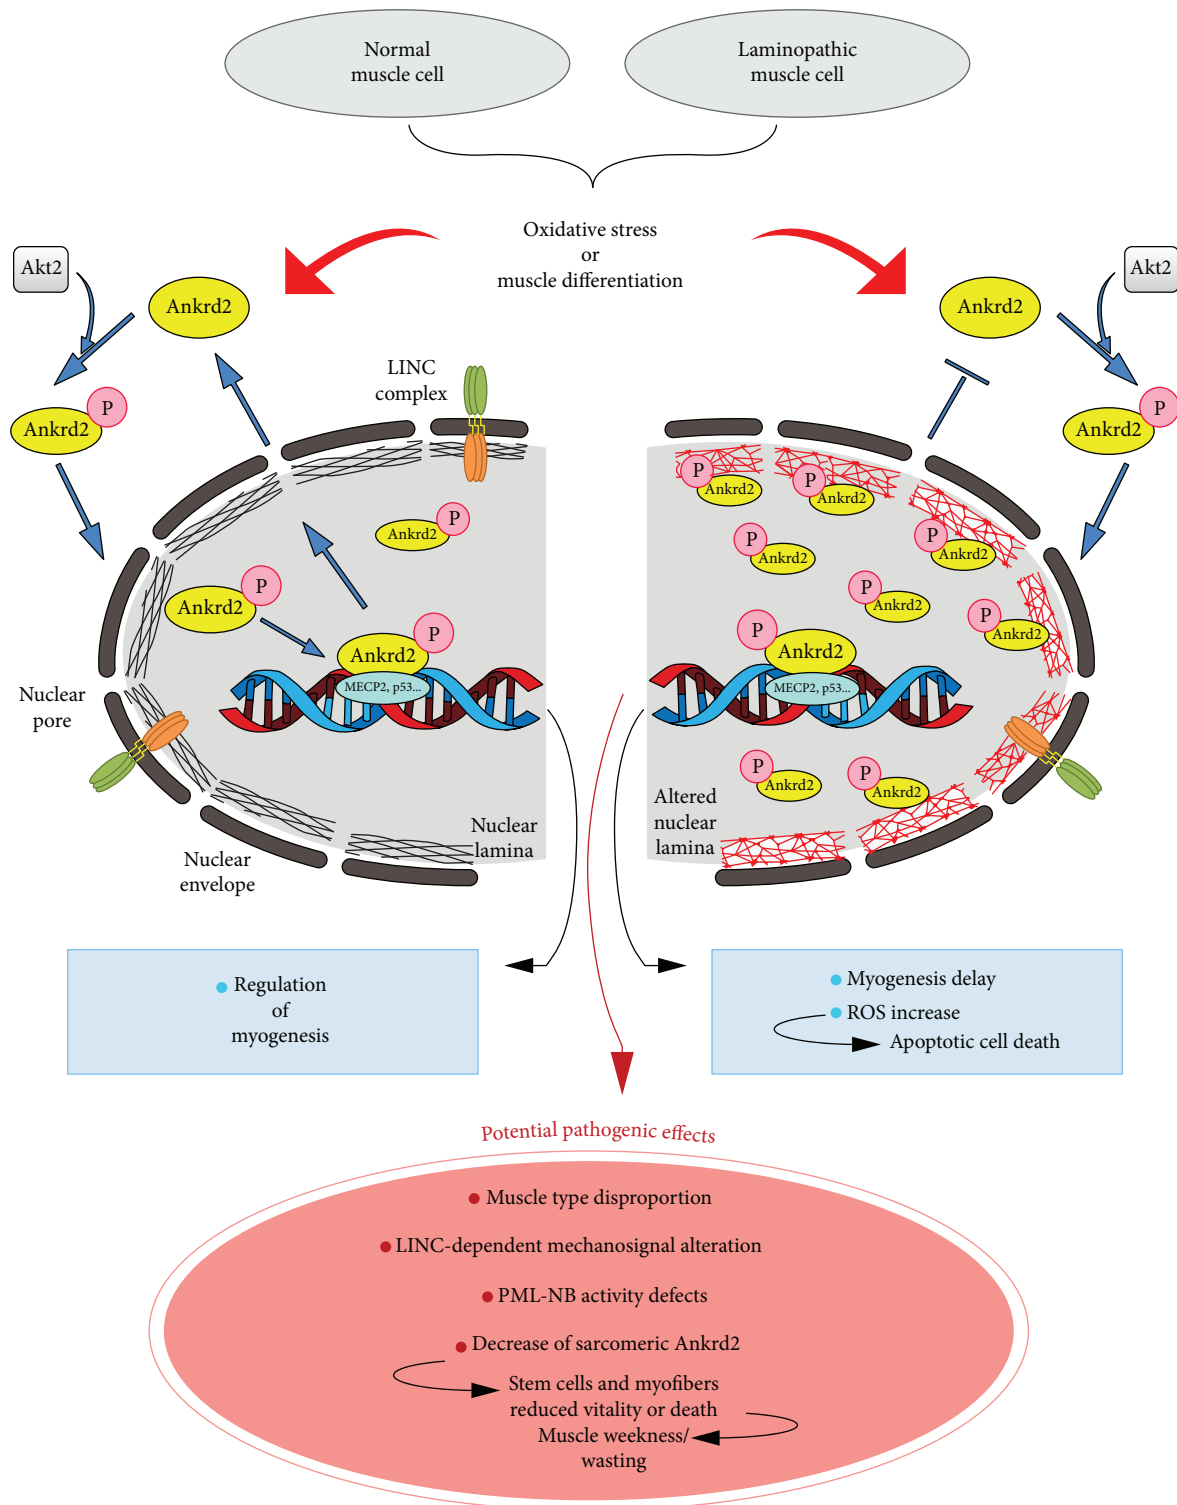 Normal
muscle cell
Laminopathic
muscle cell
Oxidative stress
or
muscle differentiation
Akt2
Ankrd2
Ankrd2
P
LINC
complex
Ankrd2
P
Ankrd2
P
Ankrd2
P
MECP2, p53...
Nuclear
pore
Nuclear
envelope
Nuclear
lamina
Akt2
Ankrd2
P
Ankrd2
P
Ankrd2
P
Ankrd2
P
Ankrd2
P
Ankrd2
P
Ankrd2
P
Ankrd2
P
Ankrd2
MECP2, p53...
P
Ankrd2
P
Ankrd2
Altered
nuclear
lamina
Regulation
of
myogenesis
Myogenesis delay
ROS increase
Apoptotic cell death
Potential pathogenic effects
Muscle type disproportion
LINC-dependent mechanosignal alteration
PML-NB activity defects
Decrease of sarcomeric Ankrd2
Stem cells and myofibers
reduced vitality or death
Muscle weekness/
wasting